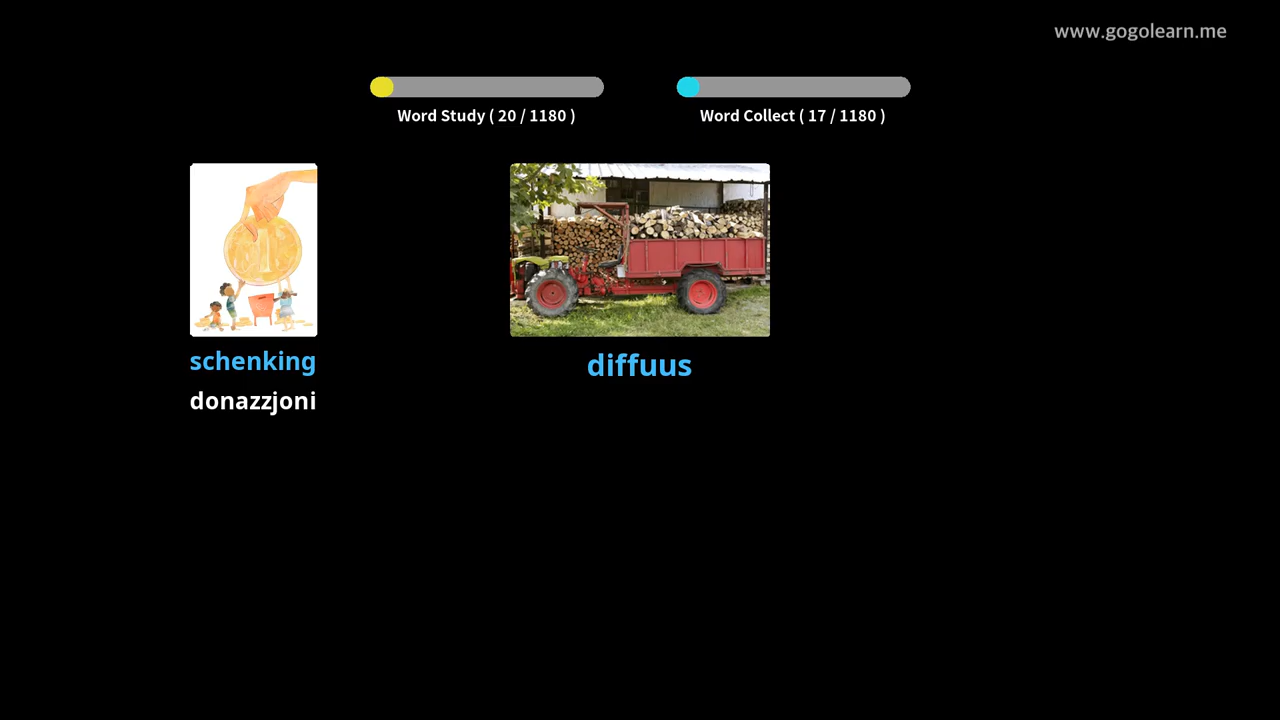 www.gogolearn.me
Word Study ( 20 / 1180 )
Word Collect ( 17 / 1180 )
schenking
donazzjoni
diffuus